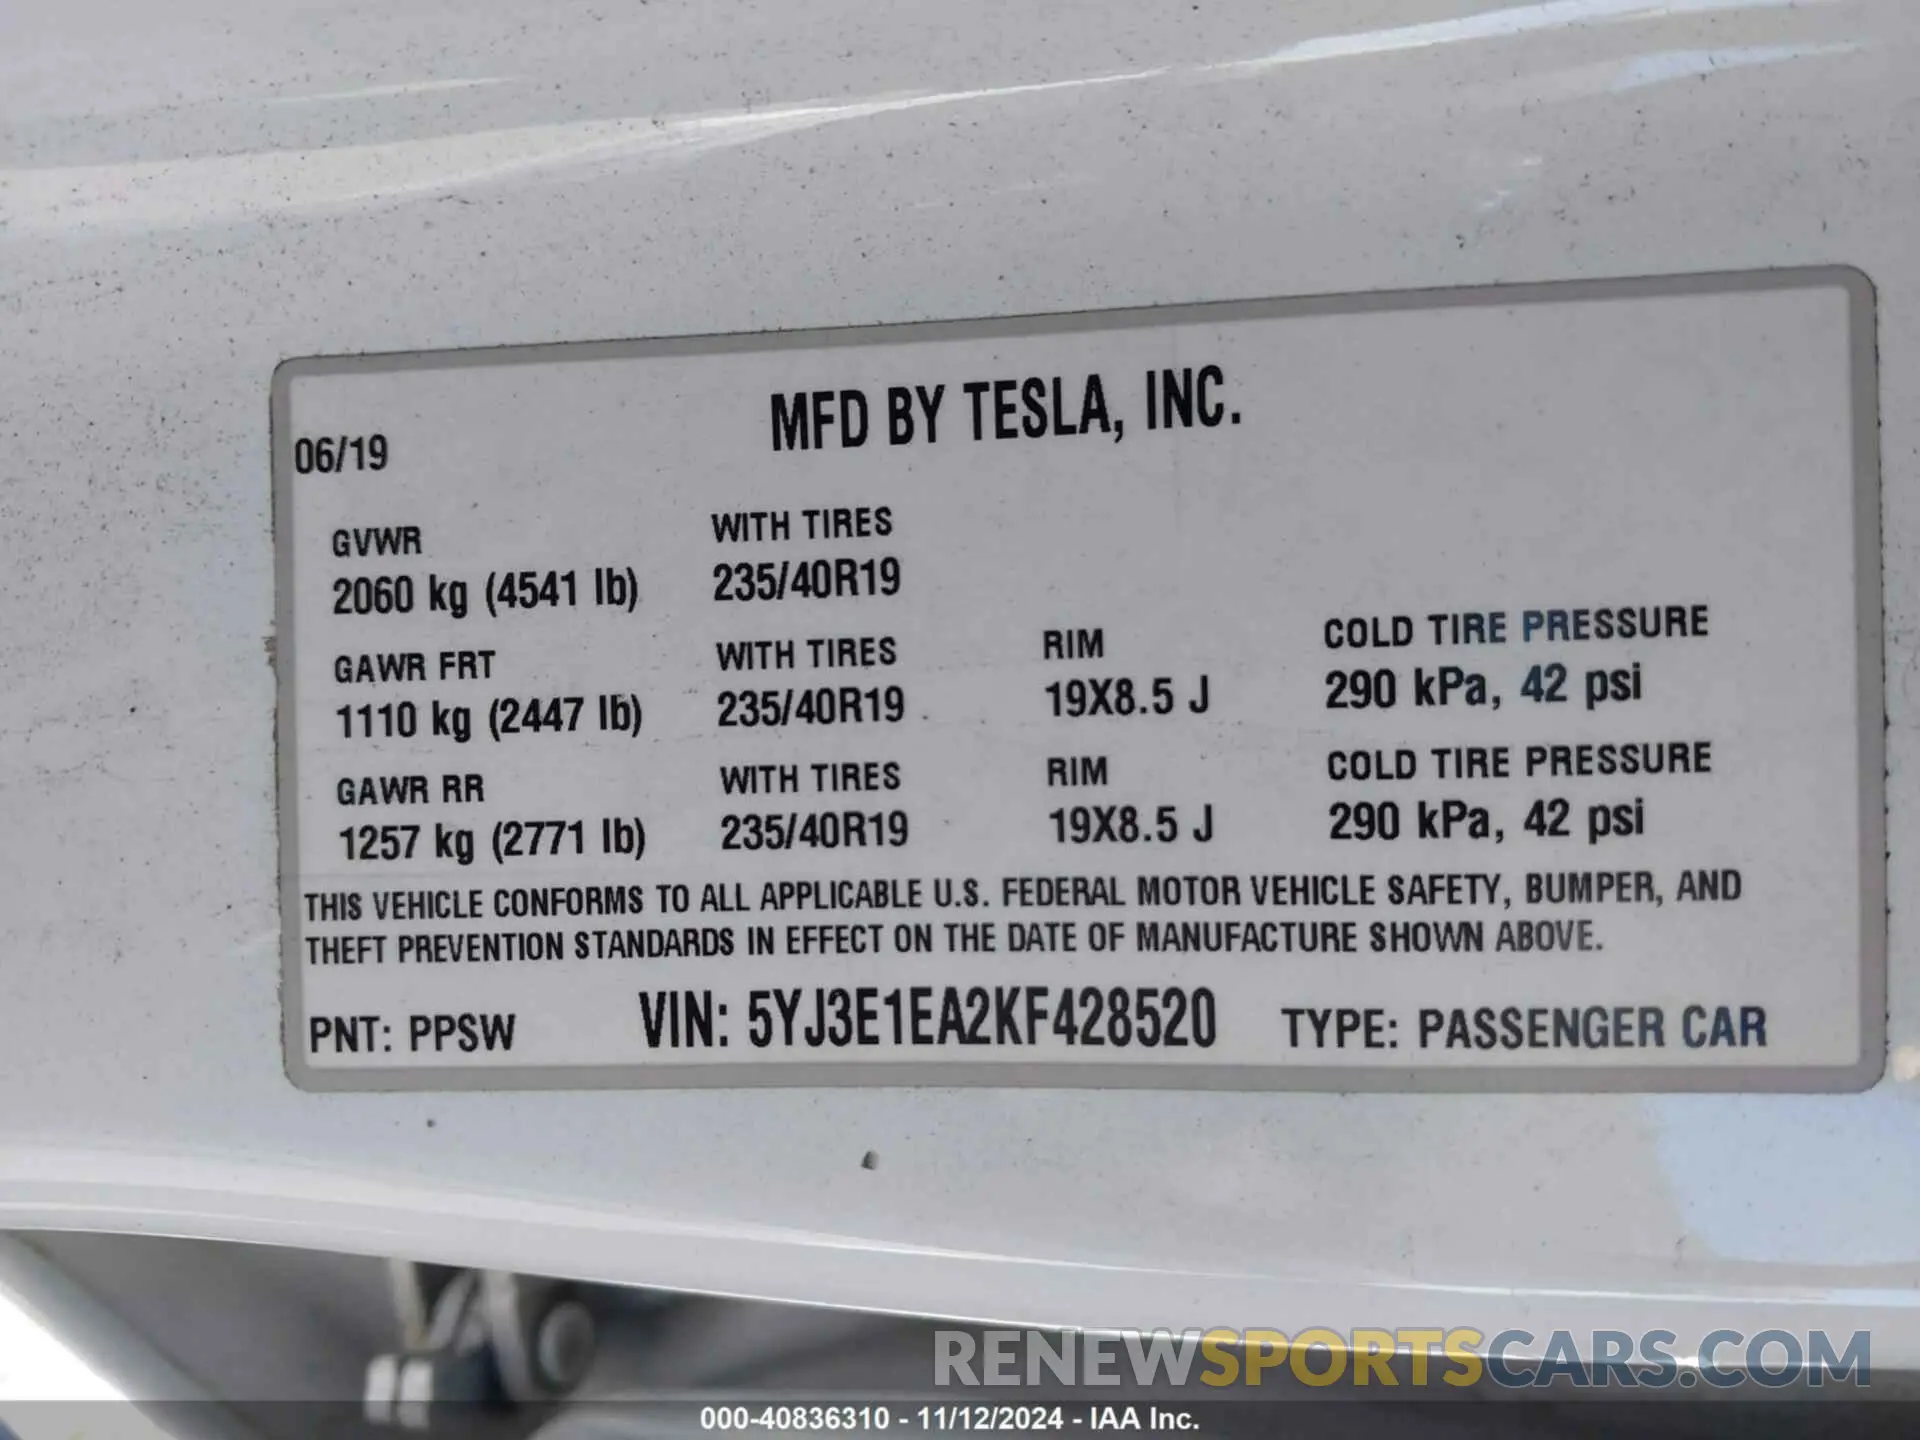 MFD BY TESLA, INC.
06/19
GVWR WITH TIRES
2060 kg (4541 lb) 235/40R19
GAWR FRT WITH TIRES RIM COLD TIRE PRESSURE
1110 kg (2447 lb) 235/40R19 19X8.5 J 290 kPa, 42 psi
GAWR RR WITH TIRES RIM COLD TIRE PRESSURE
1257 kg (2771 lb) 235/40R19 19X8.5 J 290 kPa, 42 psi
THIS VEHICLE CONFORMS TO ALL APPLICABLE U.S. FEDERAL MOTOR VEHICLE SAFETY, BUMPER, AND
THEFT PREVENTION STANDARDS IN EFFECT ON THE DATE OF MANUFACTURE SHOWN ABOVE.
PNT: PPSW VIN: 5YJ3E1EA2KF428520 TYPE: PASSENGER CAR
RENEWSPORTSCARS.COM
000-40836310 - 11/12/2024 - IAA Inc.